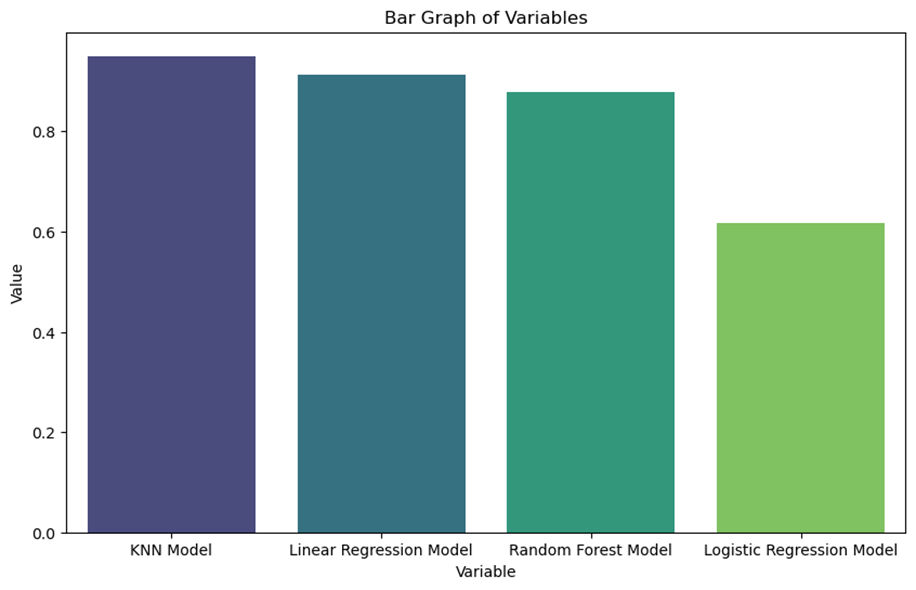 Bar Graph of Variables
Value
0.8
0.6
0.4
0.2
0.0
KNN Model
Linear Regression Model
Random Forest Model
Logistic Regression Model
Variable